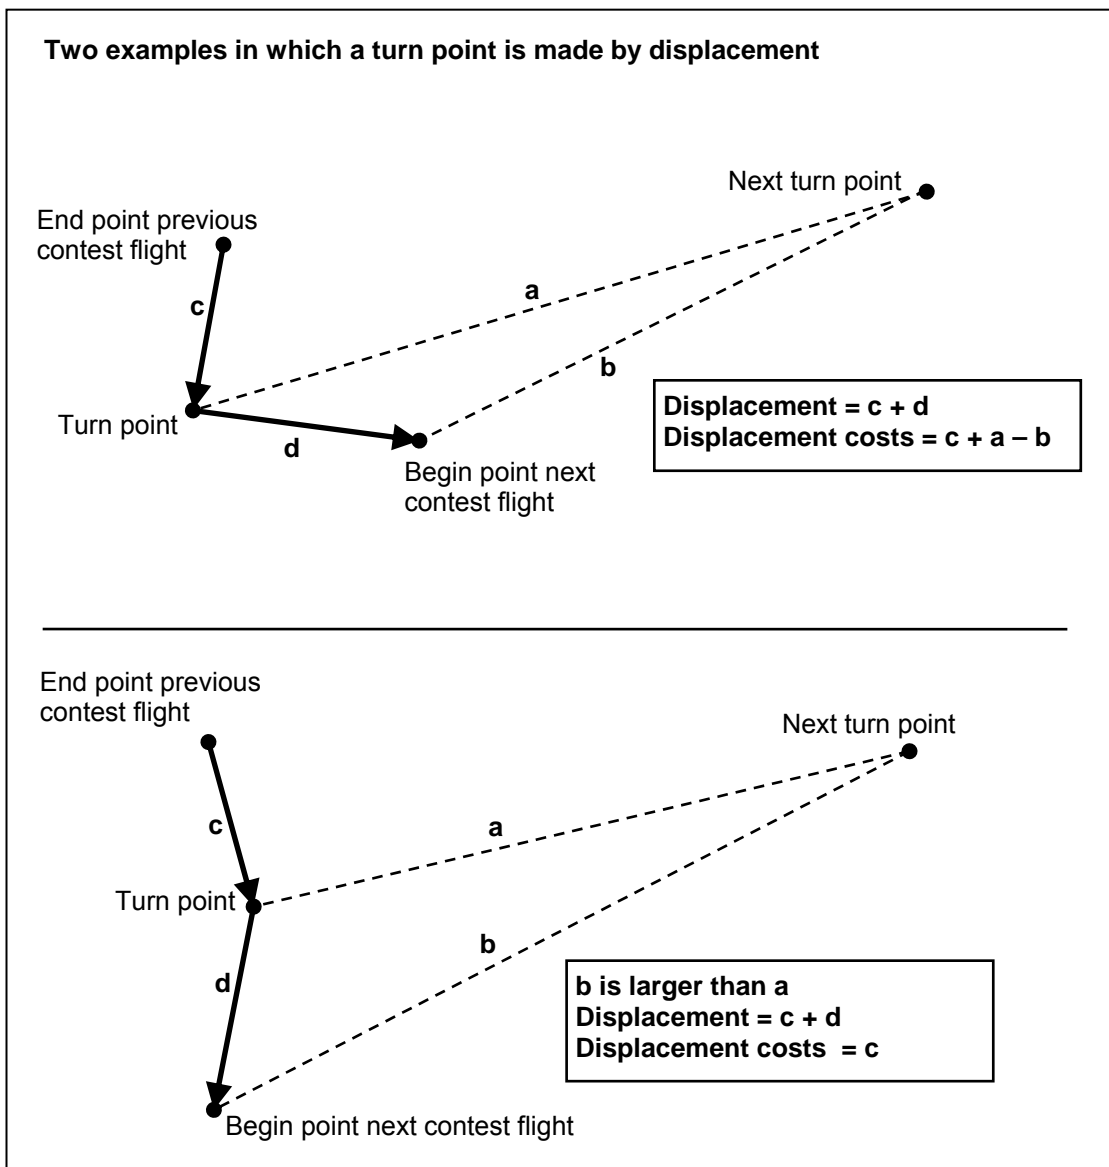 Two examples in which a turn point is made by displacement
Next turn point
End point previous
contest flight
a
c
b
Turn point
d
Displacement = c + d
Displacement costs = c + a – b
Begin point next
contest flight
End point previous
contest flight
Next turn point
c
a
Turn point
b
d
b is larger than a
Displacement = c + d
Displacement costs  = c
Begin point next contest flight